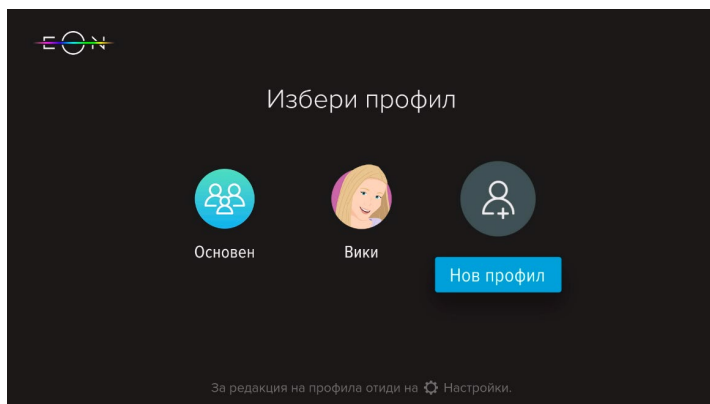 EON
Избери профил
Основен
Вики
Нов профил
За редакция на профила отиди на Настройки.